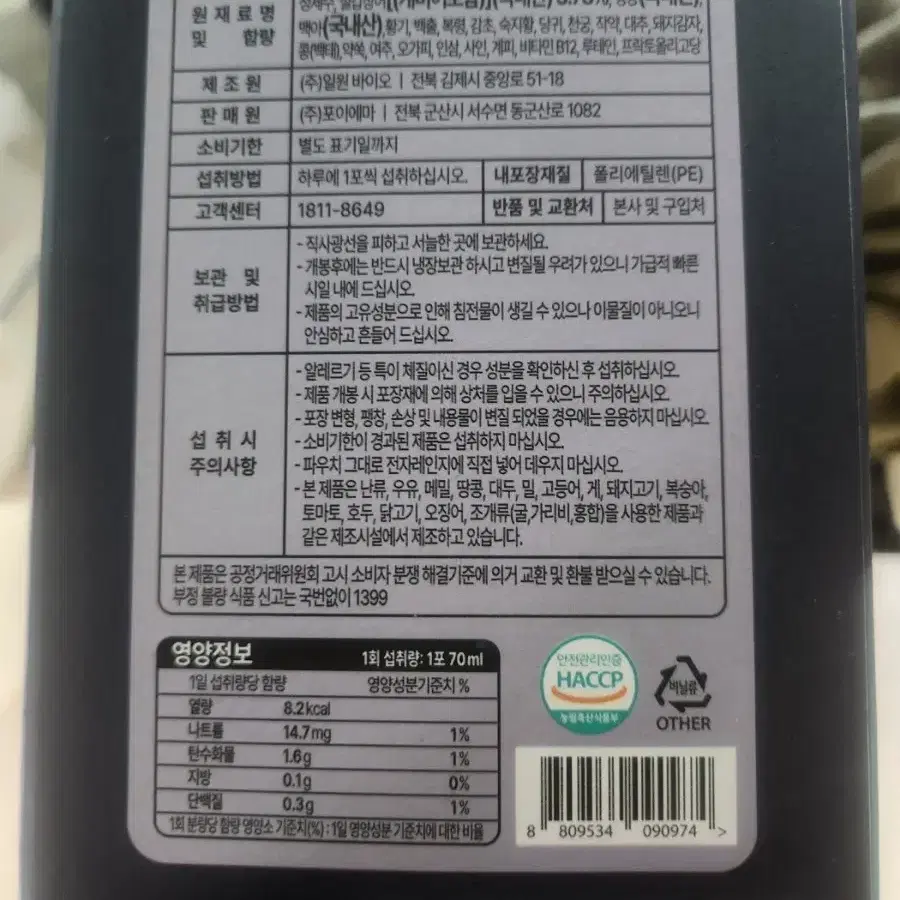 원 재 료 명
및 함량
맥아(국내산), 황기, 백출, 복령, 감초, 숙지황, 당귀, 천궁, 작약, 대추, 돼지감자,
콩(백태), 약쑥, 여주, 오가피, 인삼, 사인, 계피, 비타민B12, 루테인, 프락토올리고당
제 조 원 (주)일원 바이오 ㅣ 전북 김제시 중앙로 51-18
판 매 원 (주)포이에마 ㅣ 전북 군산시 서수면 동군산로 1082
소비기한 별도 표기일까지
섭취방법 하루에 1포씩 섭취하십시오. 내포장재질 폴리에틸렌(PE)
고객센터 1811-8649 반품 및 교환처 본사 및 구입처
보관 및
취급방법
- 직사광선을 피하고 서늘한 곳에 보관하세요.
- 개봉후에는 반드시 냉장보관 하시고 변질될 우려가 있으니 가급적 빠른
시일 내에 드십시오.
- 제품의 고유성분으로 인해 침전물이 생길 수 있으나 이물질이 아니오니
안심하고 흔들어 드십시오.
섭 취 시
주의사항
- 알레르기 등 특이 체질이신 경우 성분을 확인하신 후 섭취하십시오.
- 제품 개봉 시 포장재에 의해 상처를 입을 수 있으니 주의하십시오.
- 포장 변형, 팽창, 손상 및 내용물이 변질 되었을 경우에는 음용하지 마십시오
- 소비기한이 경과된 제품은 섭취하지 마십시오.
- 파우치 그대로 전자레인지에 직접 넣어 데우지 마십시오.
- 본 제품은 난류, 우유, 메밀, 땅콩, 대두, 밀, 고등어, 게, 돼지고기, 복숭아,
토마토, 호두, 닭고기, 오징어, 조개류(굴,가리비,홍합)을 사용한 제품과
같은 제조시설에서 제조하고 있습니다.
본 제품은 공정거래위원회 고시 소비자 분쟁 해결기준에 의거 교환 및 환불 받으실 수 있습니다.
부정 불량 식품 신고는 국번없이 1399
영양정보 1회 섭취량: 1포 70ml
1일 섭취량당 함량 영양성분기준치 %
열량 8.2kcal
나트륨 14.7mg 1%
탄수화물 1.6g 1%
지방 0.1g 0%
단백질 0.3g 1%
1회 분량당 함량 영양소 기준치(%) : 1일 영양성분 기준치에 대한 비율
안전관리인증
HACCP
농림축산식품부
비닐류
OTHER
8 809534 090974 >